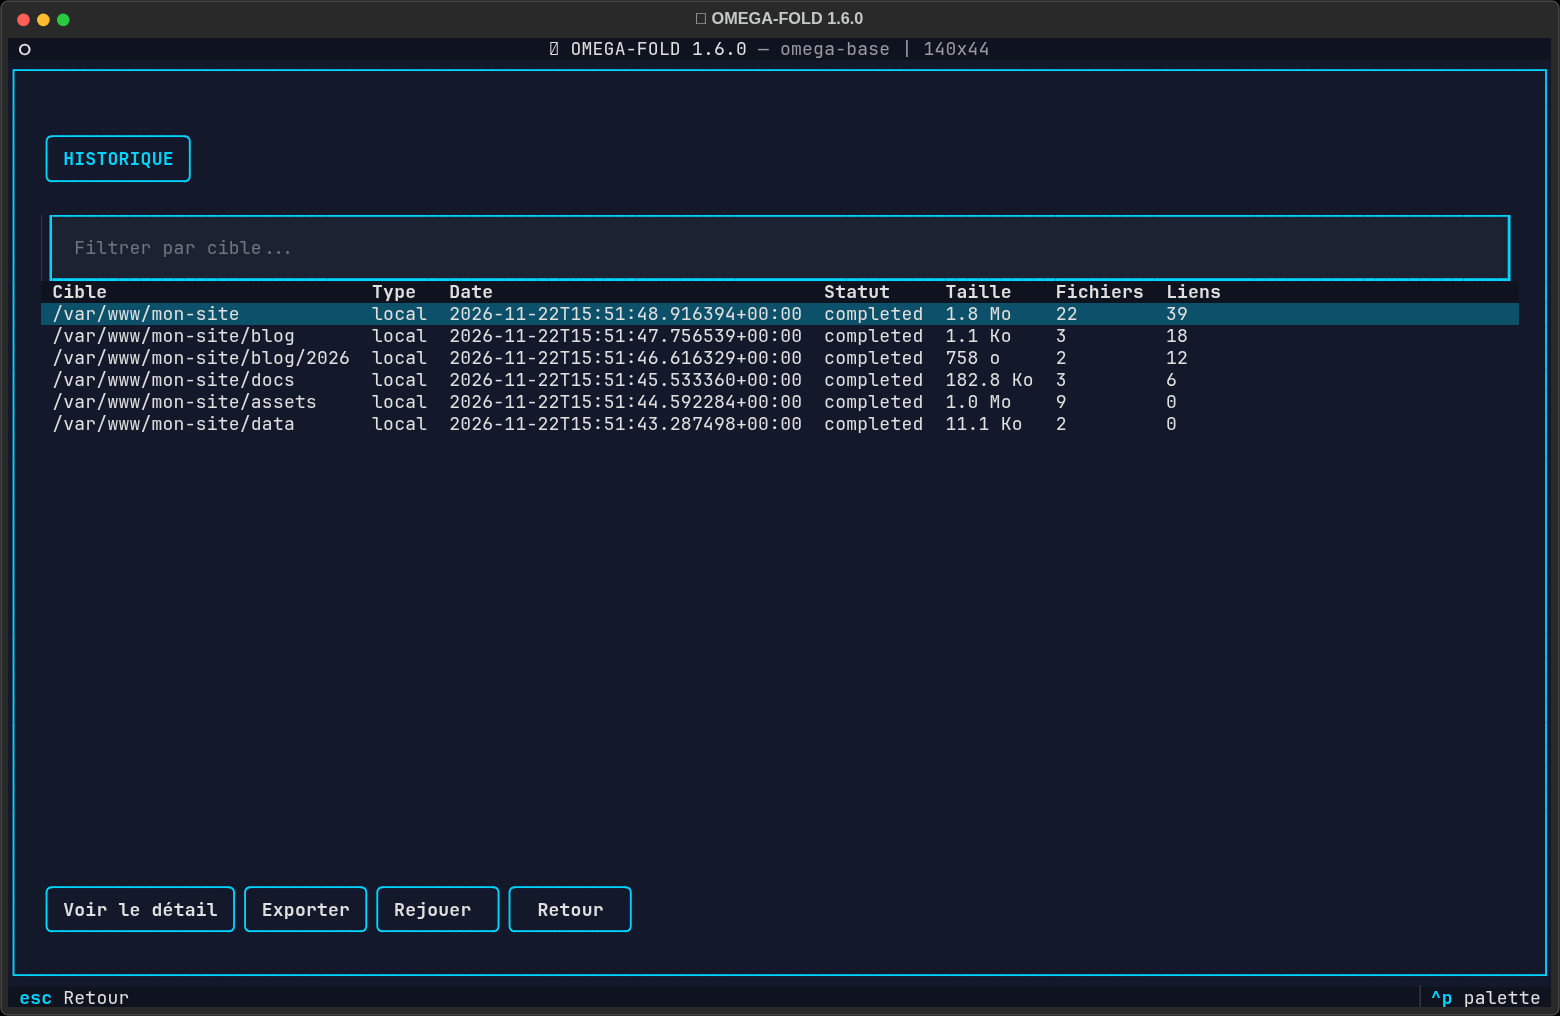 OMEGA-FOLD 1.6.0
OMEGA-FOLD 1.6.0 — omega-base | 140x44
HISTORIQUE
Filtrer par cible...
Cible Type Date Statut Taille Fichiers Liens
/var/www/mon-site local 2026-11-22T15:51:48.916394+00:00 completed 1.8 Mo 22 39
/var/www/mon-site/blog local 2026-11-22T15:51:47.756539+00:00 completed 1.1 Ko 3 18
/var/www/mon-site/blog/2026 local 2026-11-22T15:51:46.616329+00:00 completed 758 o 2 12
/var/www/mon-site/docs local 2026-11-22T15:51:45.533360+00:00 completed 182.8 Ko 3 6
/var/www/mon-site/assets local 2026-11-22T15:51:44.592284+00:00 completed 1.0 Mo 9 0
/var/www/mon-site/data local 2026-11-22T15:51:43.287498+00:00 completed 11.1 Ko 2 0
Voir le détail Exporter Rejouer Retour
esc Retour ^p palette